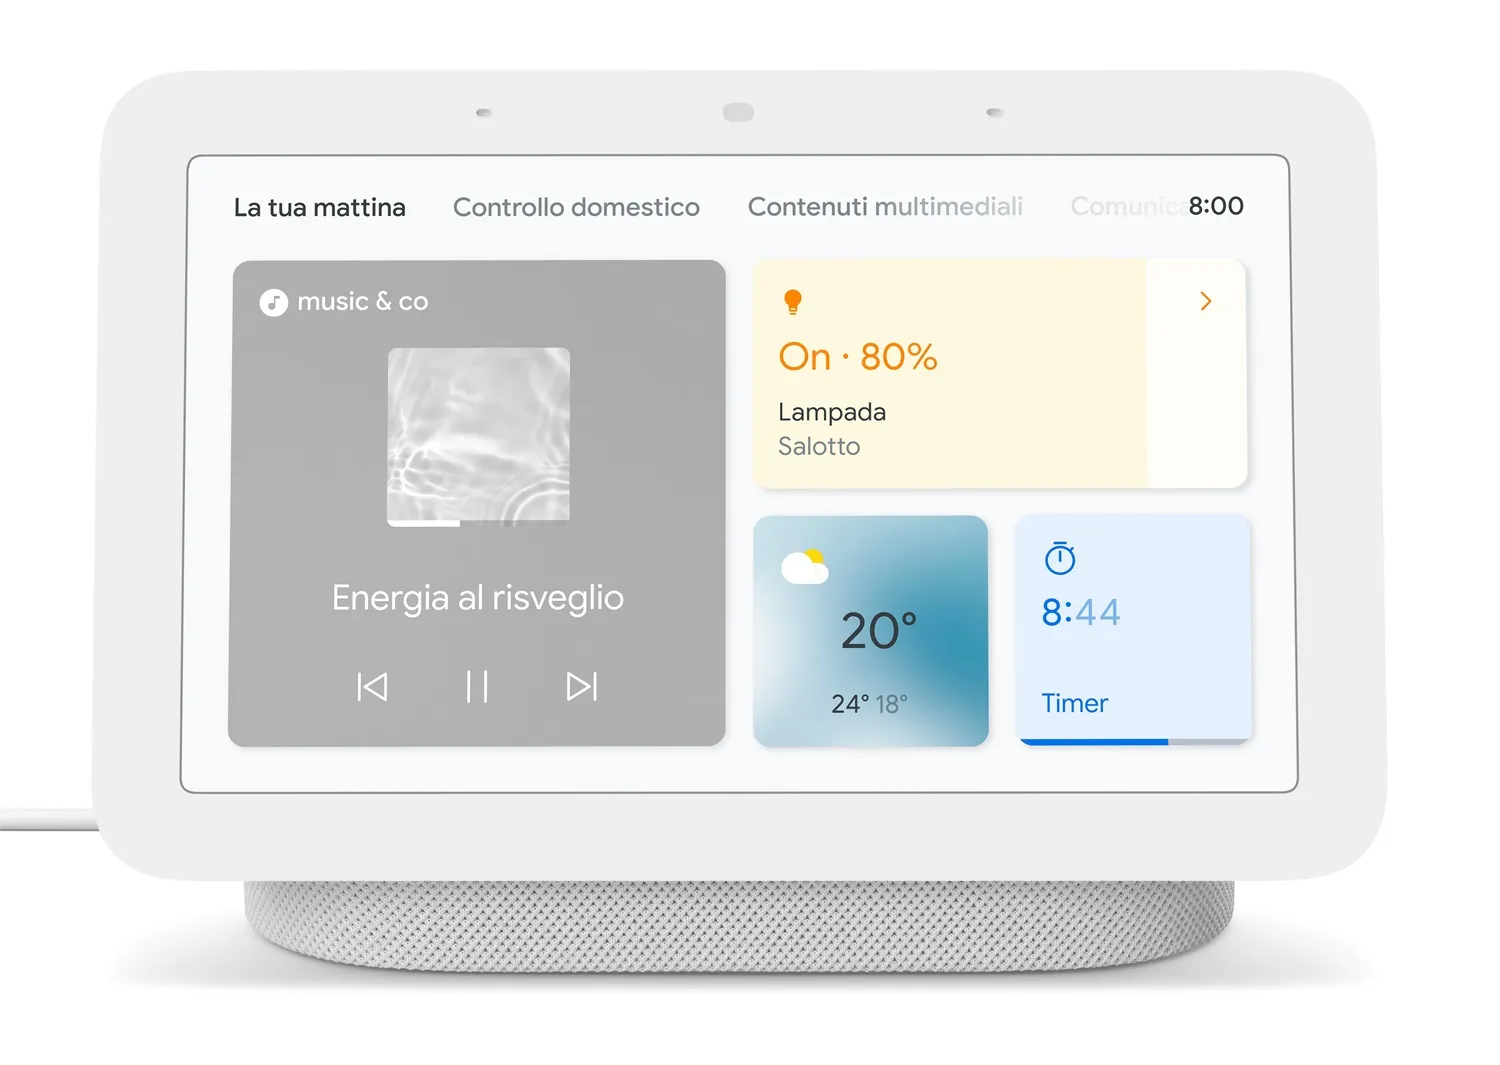 La tua mattina
Controllo domestico
Contenuti multimediali
8:00
music & co
Energia al risveglio
On · 80%
Lampada
Salotto
20°
24° 18°
8:44
Timer